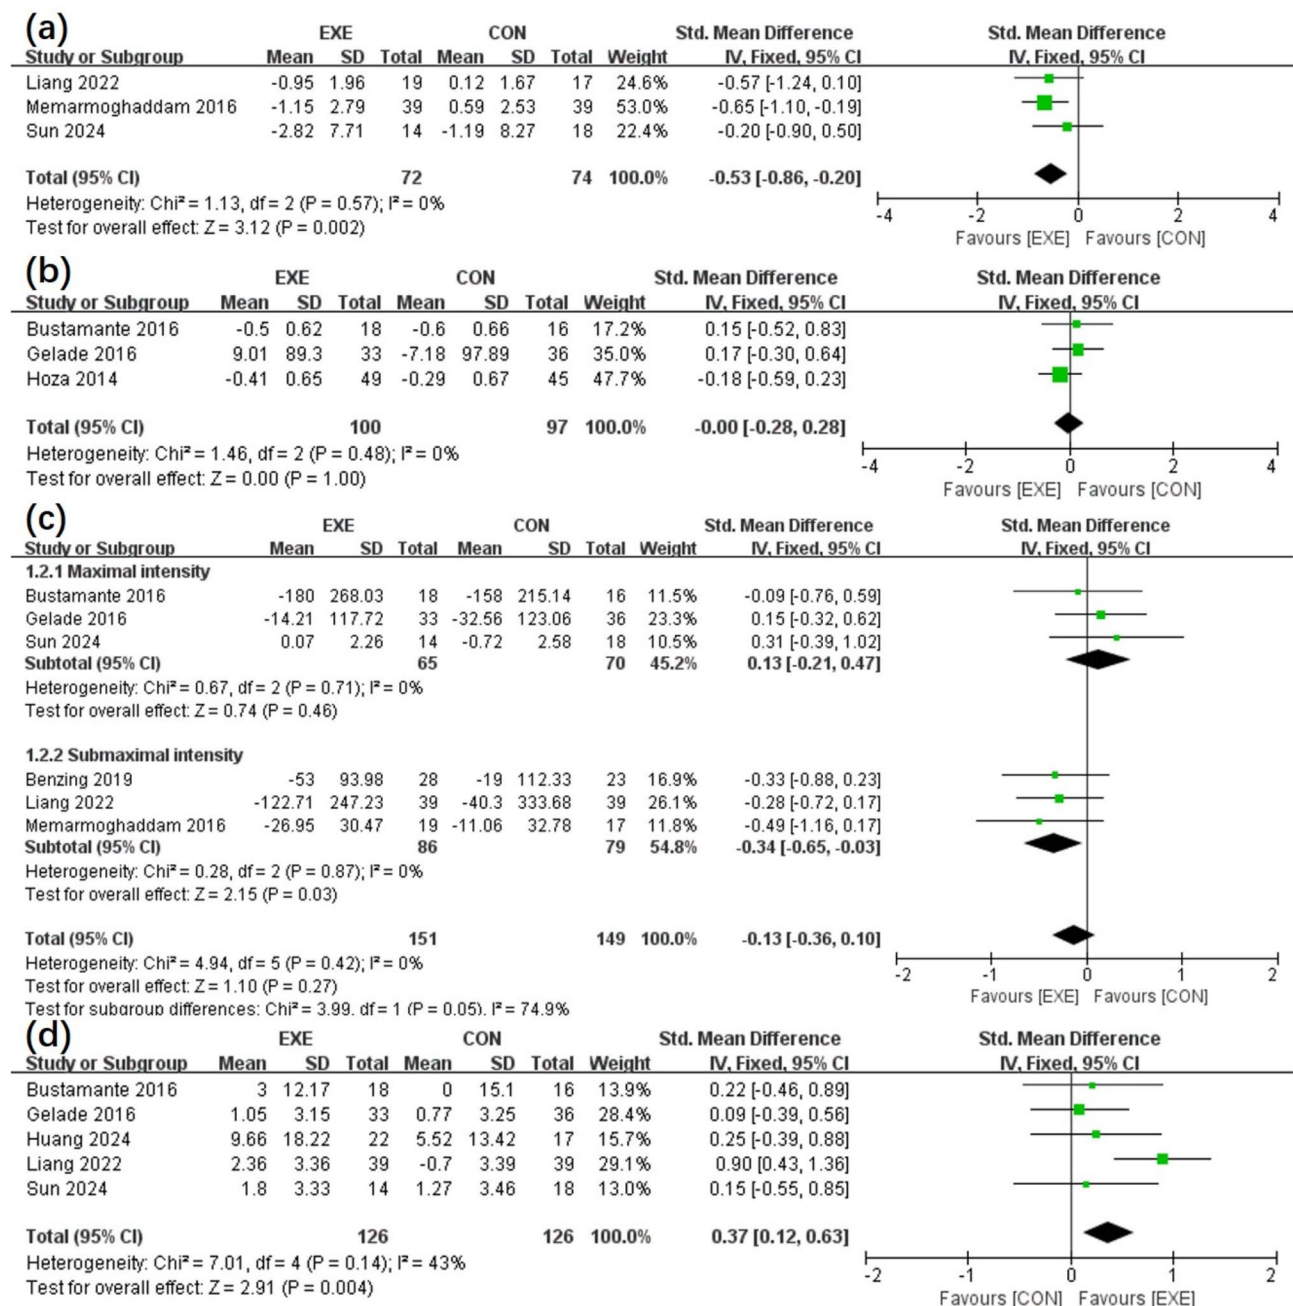 (a)
EXE CON Std. Mean Difference Std. Mean Difference
Study or Subgroup Mean SD Total Mean SD Total Weight IV, Fixed, 95% CI IV, Fixed, 95% CI
Liang 2022 -0.95 1.96 19 0.12 1.67 17 24.6% -0.57 [-1.24, 0.10]
Memarmoghaddam 2016 -1.15 2.79 39 0.59 2.53 39 53.0% -0.65 [-1.10, -0.19]
Sun 2024 -2.82 7.71 14 -1.19 8.27 18 22.4% -0.20 [-0.90, 0.50]
Total (95% CI) 72 74 100.0% -0.53 [-0.86, -0.20]
Heterogeneity: Chi² = 1.13, df = 2 (P = 0.57); I² = 0%
Test for overall effect: Z = 3.12 (P = 0.002)
-4 -2 0 2 4
Favours [EXE] Favours [CON]
(b)
EXE CON Std. Mean Difference Std. Mean Difference
Study or Subgroup Mean SD Total Mean SD Total Weight IV, Fixed, 95% CI IV, Fixed, 95% CI
Bustamante 2016 -0.5 0.62 18 -0.6 0.66 16 17.2% 0.15 [-0.52, 0.83]
Gelade 2016 9.01 89.3 33 -7.18 97.89 36 35.0% 0.17 [-0.30, 0.64]
Hoza 2014 -0.41 0.65 49 -0.29 0.67 45 47.7% -0.18 [-0.59, 0.23]
Total (95% CI) 100 97 100.0% -0.00 [-0.28, 0.28]
Heterogeneity: Chi² = 1.46, df = 2 (P = 0.48); I² = 0%
Test for overall effect: Z = 0.00 (P = 1.00)
-4 -2 0 2 4
Favours [EXE] Favours [CON]
(c)
EXE CON Std. Mean Difference Std. Mean Difference
Study or Subgroup Mean SD Total Mean SD Total Weight IV, Fixed, 95% CI IV, Fixed, 95% CI
1.2.1 Maximal intensity
Bustamante 2016 -180 268.03 18 -158 215.14 16 11.5% -0.09 [-0.76, 0.59]
Gelade 2016 -14.21 117.72 33 -32.56 123.06 36 23.3% 0.15 [-0.32, 0.62]
Sun 2024 0.07 2.26 14 -0.72 2.58 18 10.5% 0.31 [-0.39, 1.02]
Subtotal (95% CI) 65 70 45.2% 0.13 [-0.21, 0.47]
Heterogeneity: Chi² = 0.67, df = 2 (P = 0.71); I² = 0%
Test for overall effect: Z = 0.74 (P = 0.46)
1.2.2 Submaximal intensity
Benzing 2019 -53 93.98 28 -19 112.33 23 16.9% -0.33 [-0.88, 0.23]
Liang 2022 -122.71 247.23 39 -40.3 333.68 39 26.1% -0.28 [-0.72, 0.17]
Memarmoghaddam 2016 -26.95 30.47 19 -11.06 32.78 17 11.8% -0.49 [-1.16, 0.17]
Subtotal (95% CI) 86 79 54.8% -0.34 [-0.65, -0.03]
Heterogeneity: Chi² = 0.28, df = 2 (P = 0.87); I² = 0%
Test for overall effect: Z = 2.15 (P = 0.03)
Total (95% CI) 151 149 100.0% -0.13 [-0.36, 0.10]
Heterogeneity: Chi² = 4.94, df = 5 (P = 0.42); I² = 0%
Test for overall effect: Z = 1.10 (P = 0.27)
Test for subgroup differences: Chi² = 3.99, df = 1 (P = 0.05), I² = 74.9%
-2 -1 0 1 2
Favours [EXE] Favours [CON]
(d)
EXE CON Std. Mean Difference Std. Mean Difference
Study or Subgroup Mean SD Total Mean SD Total Weight IV, Fixed, 95% CI IV, Fixed, 95% CI
Bustamante 2016 3 12.17 18 0 15.1 16 13.9% 0.22 [-0.46, 0.89]
Gelade 2016 1.05 3.15 33 0.77 3.25 36 28.4% 0.09 [-0.39, 0.56]
Huang 2024 9.66 18.22 22 5.52 13.42 17 15.7% 0.25 [-0.39, 0.88]
Liang 2022 2.36 3.36 39 -0.7 3.39 39 29.1% 0.90 [0.43, 1.36]
Sun 2024 1.8 3.33 14 1.27 3.46 18 13.0% 0.15 [-0.55, 0.85]
Total (95% CI) 126 126 100.0% 0.37 [0.12, 0.63]
Heterogeneity: Chi² = 7.01, df = 4 (P = 0.14); I² = 43%
Test for overall effect: Z = 2.91 (P = 0.004)
-2 -1 0 1 2
Favours [CON] Favours [EXE]